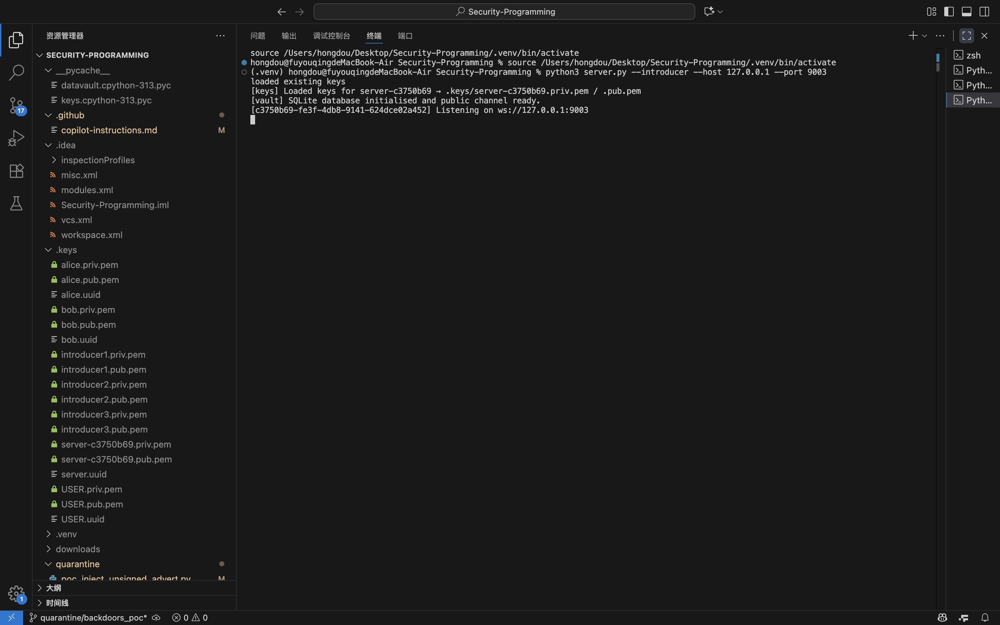 Security-Programming
资源管理器
SECURITY-PROGRAMMING
__pycache__
datavault.cpython-313.pyc
keys.cpython-313.pyc
.github
copilot-instructions.md M
.idea
inspectionProfiles
misc.xml
modules.xml
Security-Programming.iml
vcs.xml
workspace.xml
.keys
alice.priv.pem
alice.pub.pem
alice.uuid
bob.priv.pem
bob.pub.pem
bob.uuid
introducer1.priv.pem
introducer1.pub.pem
introducer2.priv.pem
introducer2.pub.pem
introducer3.priv.pem
introducer3.pub.pem
server-c3750b69.priv.pem
server-c3750b69.pub.pem
server.uuid
USER.priv.pem
USER.pub.pem
USER.uuid
.venv
downloads
quarantine
poc_inject_unsigned_advert.py M
大纲
时间线
17
1
问题 输出 调试控制台 终端 端口
source /Users/hongdou/Desktop/Security-Programming/.venv/bin/activate
hongdou@fuyouqingdeMacBook-Air Security-Programming % source /Users/hongdou/Desktop/Security-Programming/.venv/bin/activate
(.venv) hongdou@fuyouqingdeMacBook-Air Security-Programming % python3 server.py --introducer --host 127.0.0.1 --port 9003
loaded existing keys
[keys] Loaded keys for server-c3750b69 → .keys/server-c3750b69.priv.pem / .pub.pem
[vault] SQLite database initialised and public channel ready.
[c3750b69-fe3f-4db8-9141-624dce02a452] Listening on ws://127.0.0.1:9003
zsh
Pyth...
Pyth...
Pyth...
quarantine/backdoors_poc* 0 0